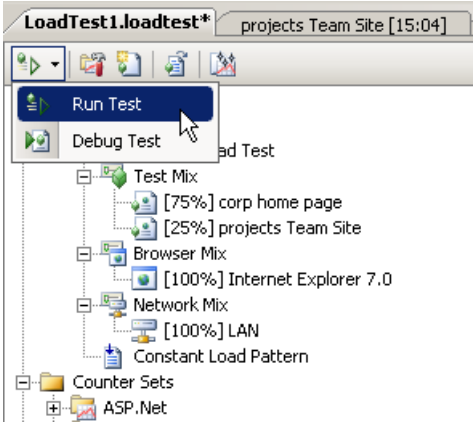 LoadTest1.loadtest* projects Team Site [15:04]
Run Test
Debug Test
ad Test
Test Mix
[75%] corp home page
[25%] projects Team Site
Browser Mix
[100%] Internet Explorer 7.0
Network Mix
[100%] LAN
Constant Load Pattern
Counter Sets
ASP.Net